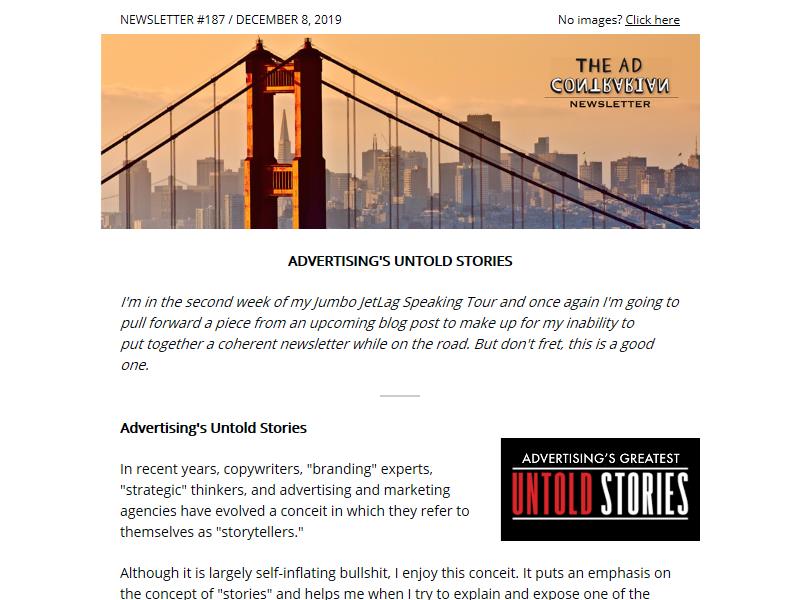 NEWSLETTER #187 / DECEMBER 8, 2019
No images? Click here
THE AD
CONTRARIAN
NEWSLETTER
ADVERTISING'S UNTOLD STORIES
I'm in the second week of my Jumbo JetLag Speaking Tour and once again I'm going to
pull forward a piece from an upcoming blog post to make up for my inability to
put together a coherent newsletter while on the road. But don't fret, this is a good
one.
Advertising's Untold Stories
ADVERTISING'S GREATEST
UNTOLD STORIES
In recent years, copywriters, "branding" experts,
"strategic" thinkers, and advertising and marketing
agencies have evolved a conceit in which they refer to
themselves as "storytellers."
Although it is largely self-inflating bullshit, I enjoy this conceit. It puts an emphasis on
the concept of "stories" and helps me when I try to explain and expose one of the